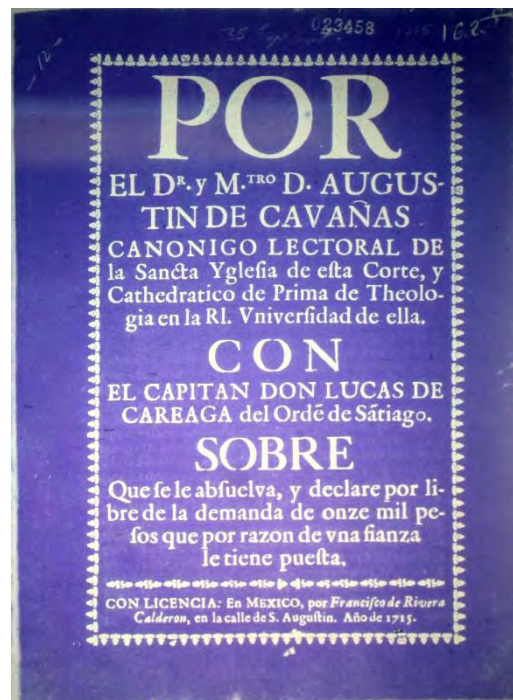 023458
162-
-12-
POR
EL Dᴿ. y M.ᵀᴿᴼ D. AUGUS-
TIN DE CAVAÑAS
CANONIGO LECTORAL DE
la Sancta Ygleſia de eſta Corte, y
Cathedratico de Prima de Theolo-
gia en la Rl. Vniverſidad de ella.
CON
EL CAPITAN DON LUCAS DE
CAREAGA del Ordē de Sātiago.
SOBRE
Que ſe le abſuelva, y declare por li-
bre de la demanda de onze mil pe-
ſos que por razon de vna fianza
le tiene pueſta.
CON LICENCIA: En MEXICO, por Franciſco de Rivera
Calderon, en la calle de S. Auguſtin. Año de 1715.